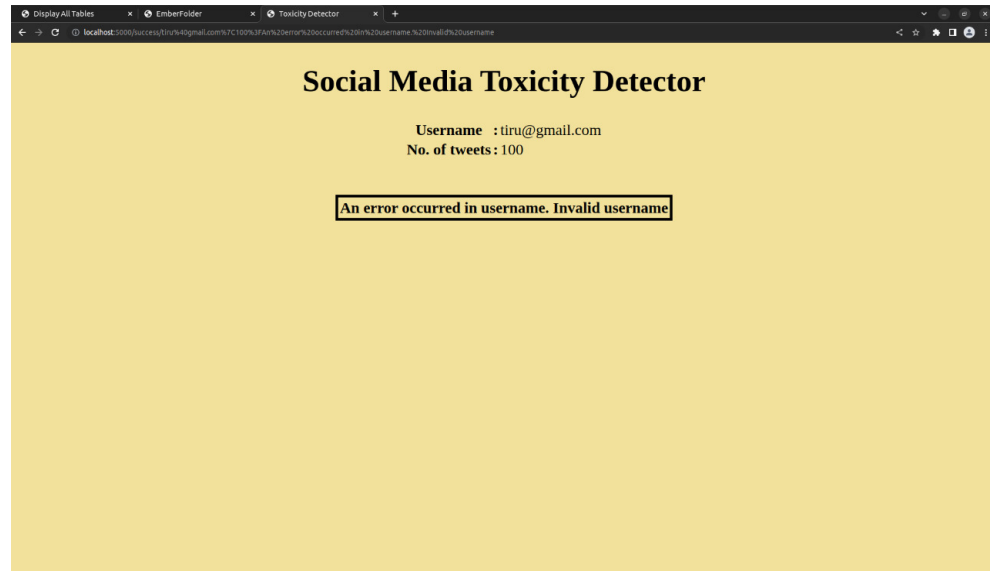 Display All Tables
EmberFolder
Toxicity Detector
localhost:5000/success/tiru%40gmail.com%7C100%3FAn%20error%20occurred%20in%20username.%20Invalid%20username
Social Media Toxicity Detector
Username :tiru@gmail.com
No. of tweets:100
An error occurred in username. Invalid username